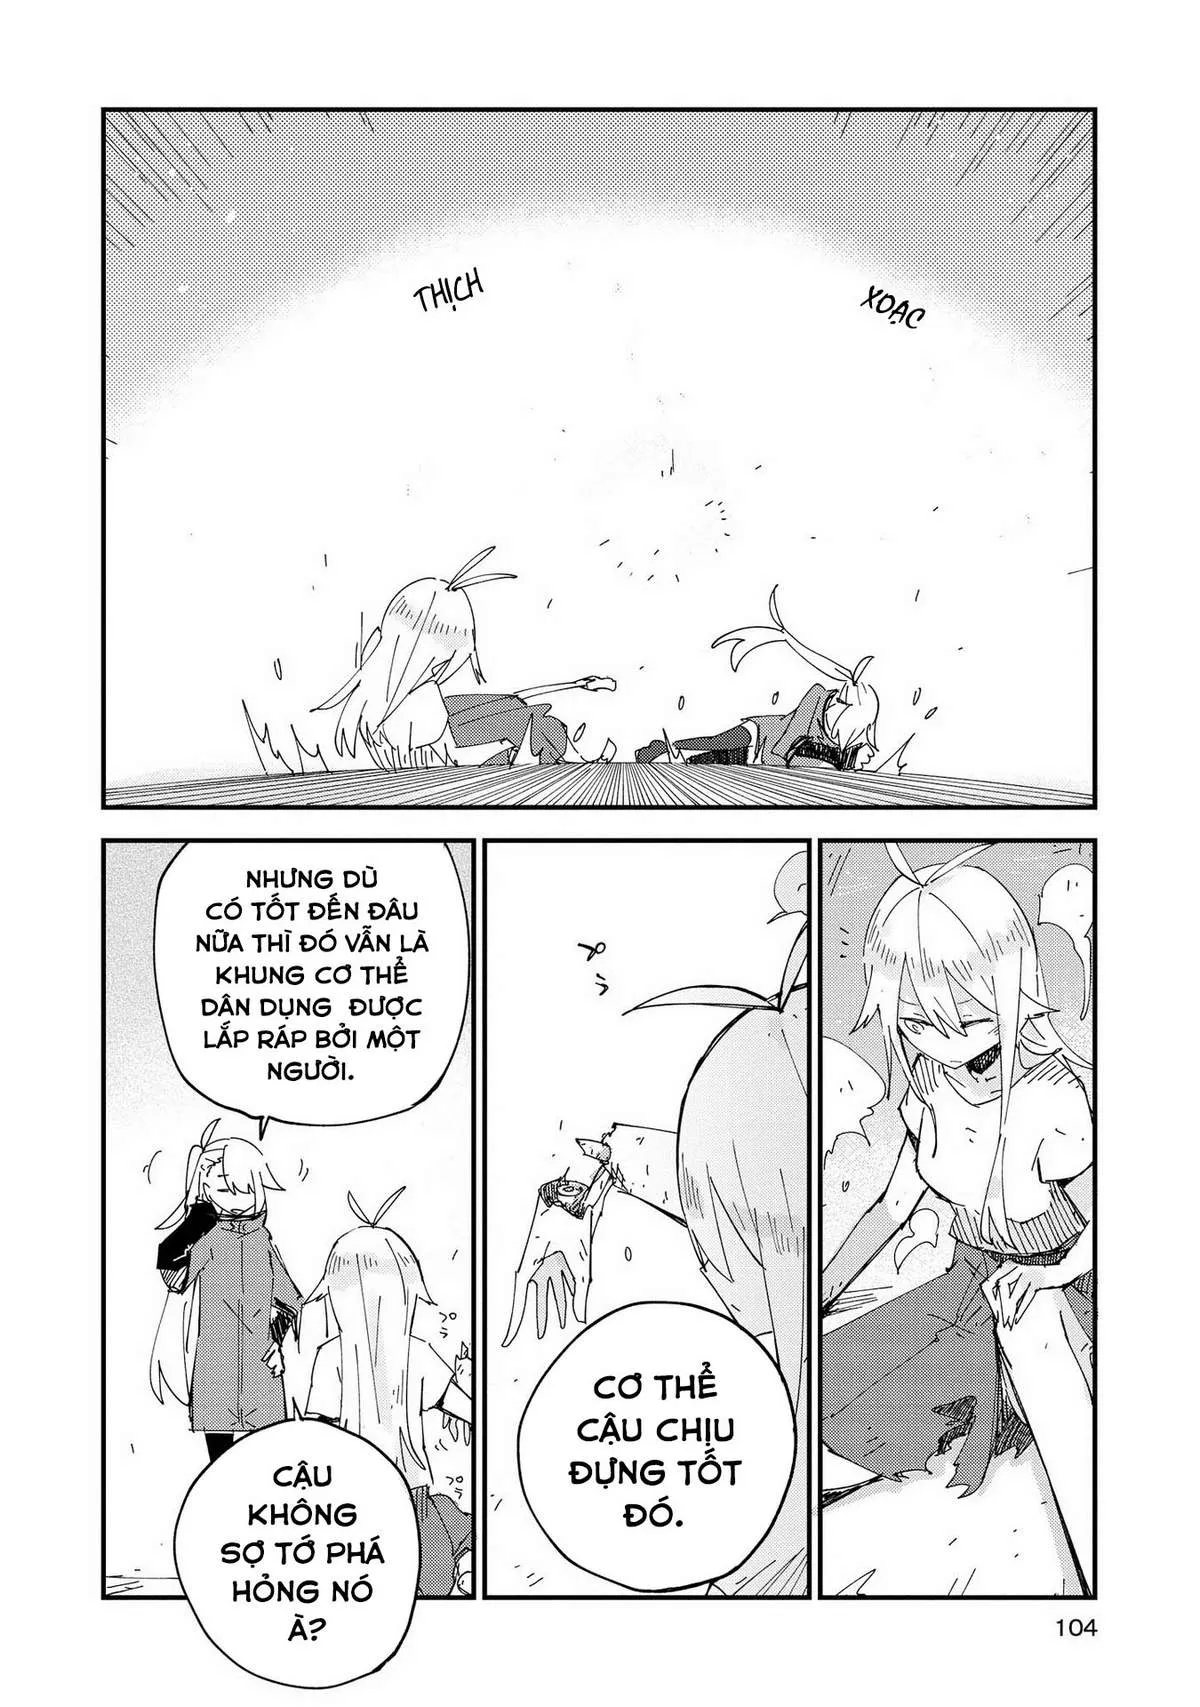 XOẠC
THỊCH
CƠ THỂ
CẬU CHỊU
ĐỰNG TỐT
ĐÓ.
NHƯNG DÙ
CÓ TỐT ĐẾN ĐÂU
NỮA THÌ ĐÓ VẪN LÀ
KHUNG CƠ THỂ
DÂN DỤNG ĐƯỢC
LẮP RÁP BỞI MỘT
NGƯỜI.
CẬU
KHÔNG
SỢ TỚ PHÁ
HỎNG NÓ
À?
104